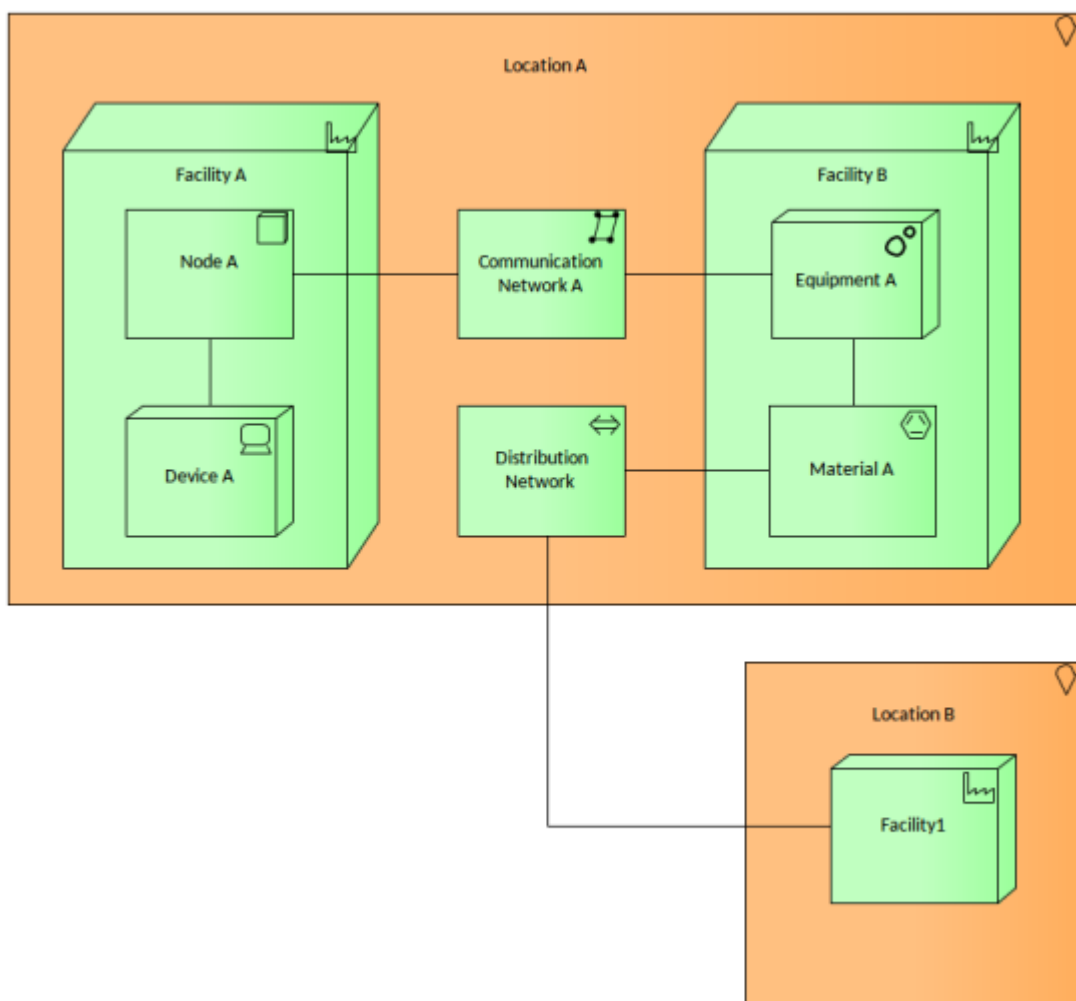 Location A
Facility A
Facility B
Node A
Communication
Network A
Equipment A
Device A
Distribution
Network
Material A
Location B
Facility1